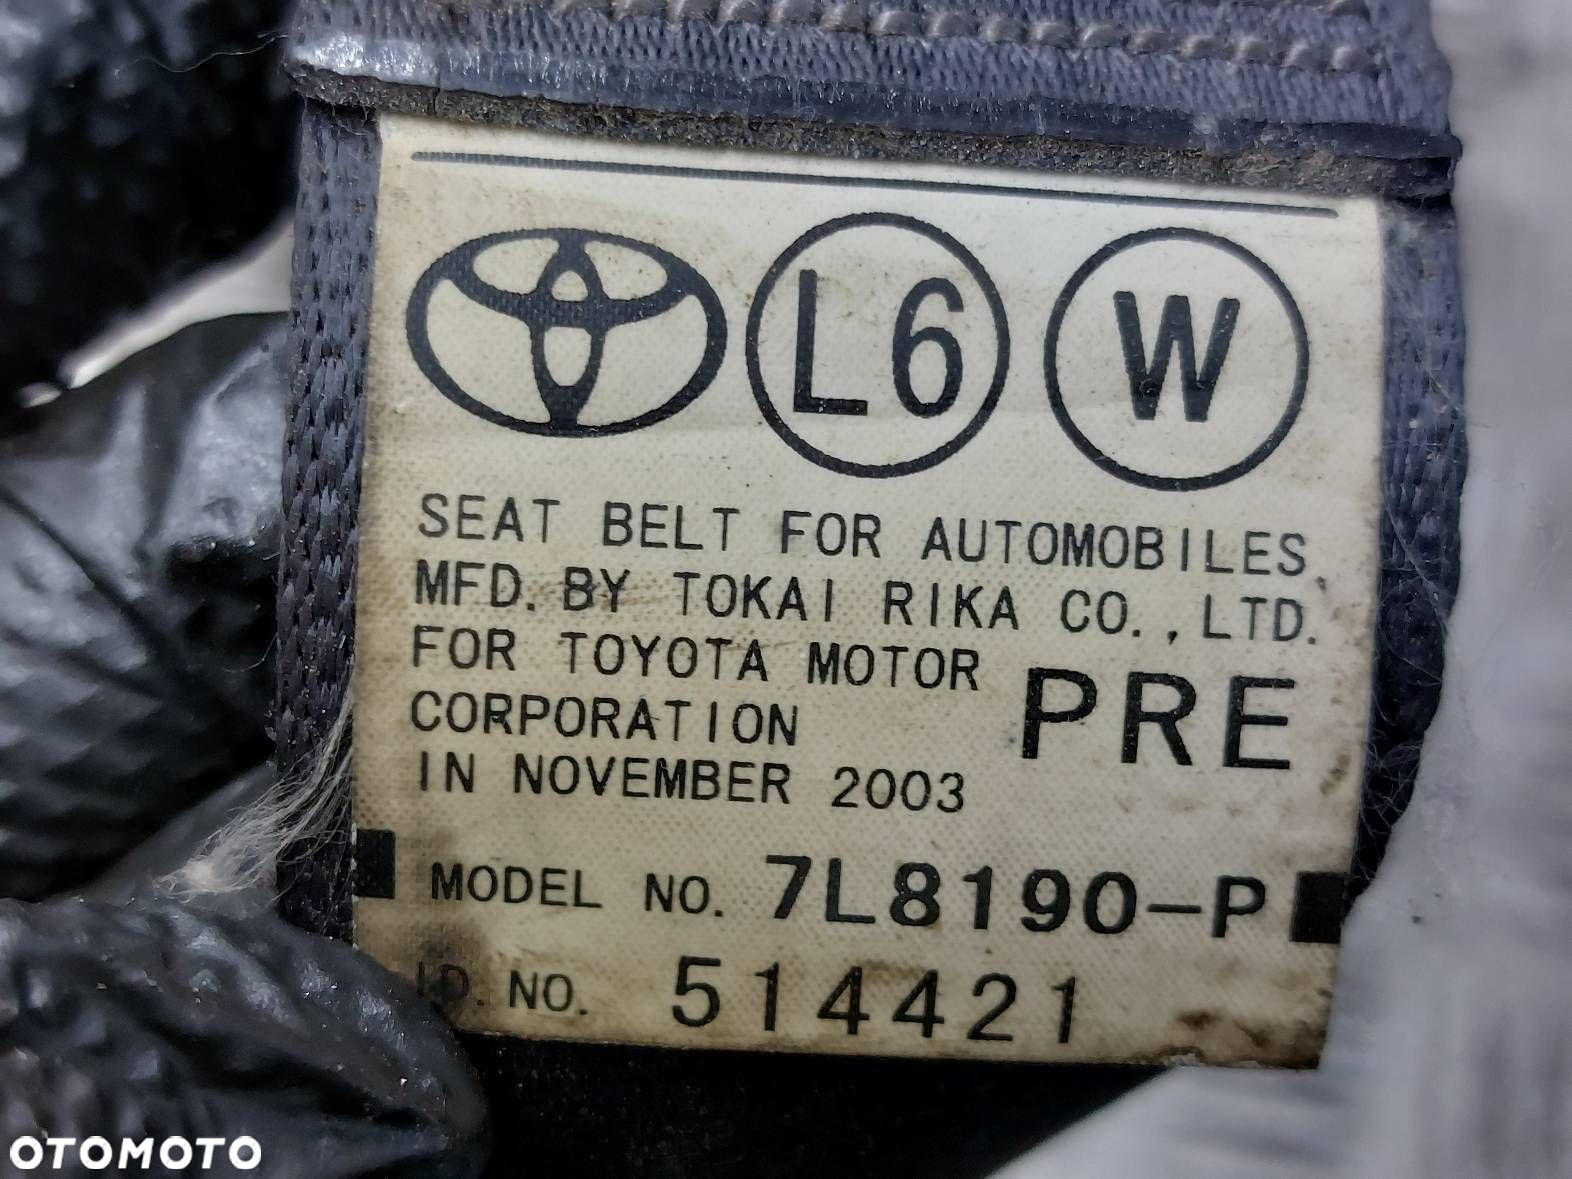 L6 W
SEAT BELT FOR AUTOMOBILES
MFD. BY TOKAI RIKA CO., LTD.
FOR TOYOTA MOTOR
CORPORATION
PRE
IN NOVEMBER 2003
MODEL NO. 7L8190-P
ID. NO. 514421
OTOMOTO